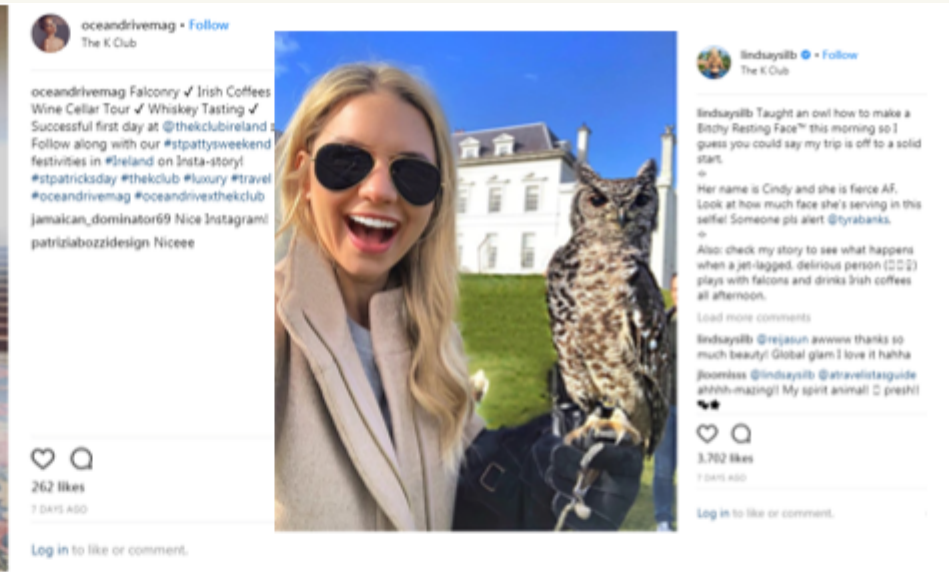 oceandrivemag • Follow
The K Club
oceandrivemag Falconry ✓ Irish Coffees
Wine Cellar Tour ✓ Whiskey Tasting ✓
Successful first day at @thekclubireland
Follow along with our #stpattysweekend
festivities in #Ireland on Insta-story!
#stpatricksday #thekclub #luxury #travel
#oceandrivemag #oceandrivexthekclub
jamaican_dominator69 Nice Instagram!
patriziabozzidesign Niceee
262 likes
7 DAYS AGO
Log in to like or comment.
lindsaysilb • Follow
The K Club
lindsaysilb Taught an owl how to make a
Bitchy Resting Face™ this morning so I
guess you could say my trip is off to a solid
start.
Her name is Cindy and she is fierce AF.
Look at how much face she's serving in this
selfie! Someone pls alert @tyrabanks.
Also: check my story to see what happens
when a jet-lagged, delirious person (▯▯▯)
plays with falcons and drinks Irish coffees
all afternoon.
Load more comments
lindsaysilb @reijasun awwww thanks so
much beauty! Global glam I love it hahha
jloomisss @lindsaysilb @atravelistasguide
ahhhh-mazing!! My spirit animal! ▯ presh!!
3,702 likes
7 DAYS AGO
Log in to like or comment.